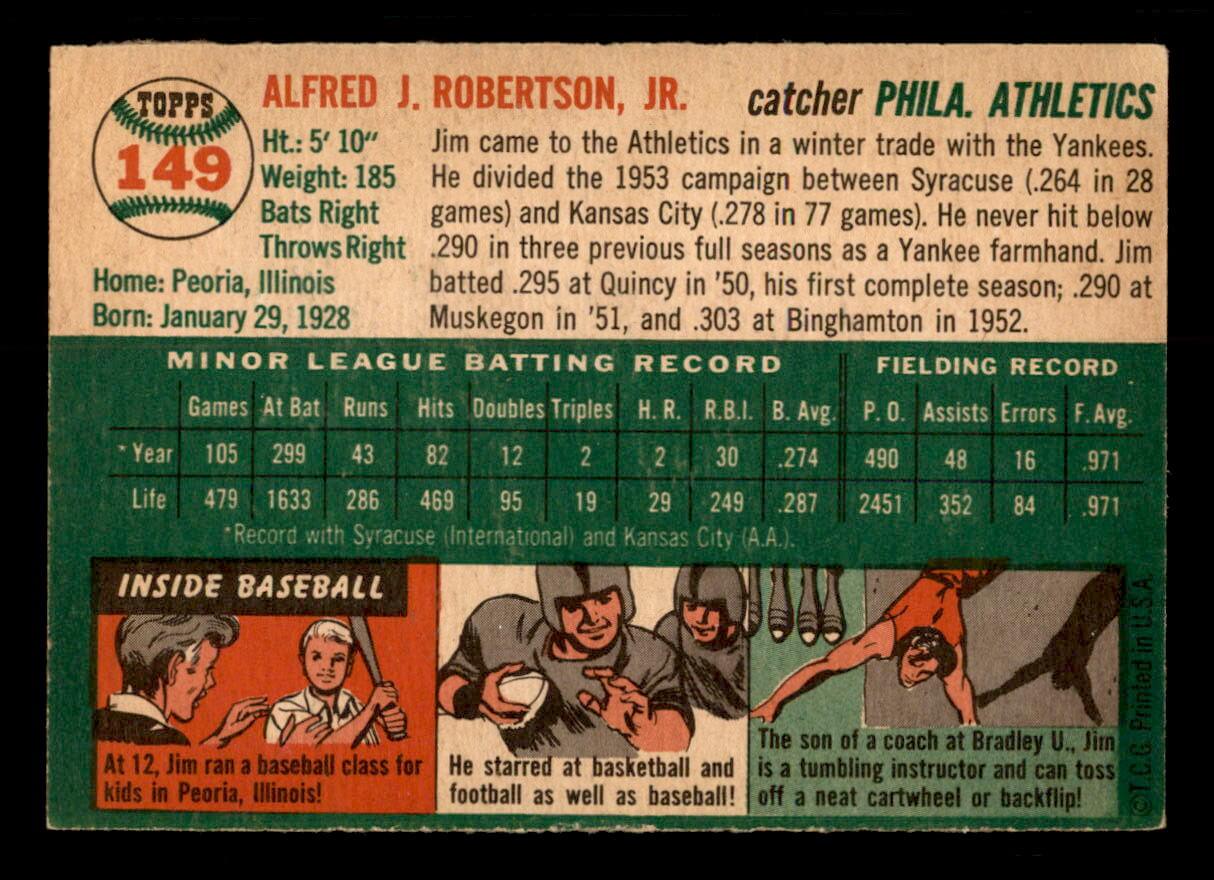 TOPPS
149
ALFRED J. ROBERTSON, JR. catcher PHILA. ATHLETICS
Ht.: 5' 10"
Weight: 185
Bats Right
Throws Right
Home: Peoria, Illinois
Born: January 29, 1928
Jim came to the Athletics in a winter trade with the Yankees.
He divided the 1953 campaign between Syracuse (.264 in 28
games) and Kansas City (.278 in 77 games). He never hit below
.290 in three previous full seasons as a Yankee farmhand. Jim
batted .295 at Quincy in '50, his first complete season; .290 at
Muskegon in '51, and .303 at Binghamton in 1952.
MINOR LEAGUE BATTING RECORD FIELDING RECORD
Games At Bat Runs Hits Doubles Triples H. R. R.B.I. B. Avg. P. O. Assists Errors F. Avg.
* Year 105 299 43 82 12 2 2 30 .274 490 48 16 .971
Life 479 1633 286 469 95 19 29 249 .287 2451 352 84 .971
*Record with Syracuse (International) and Kansas City (A.A.).
INSIDE BASEBALL
At 12, Jim ran a baseball class for
kids in Peoria, Illinois!
He starred at basketball and
football as well as baseball!
The son of a coach at Bradley U., Jim
is a tumbling instructor and can toss
off a neat cartwheel or backflip!
©T.C.G. Printed in U.S.A.